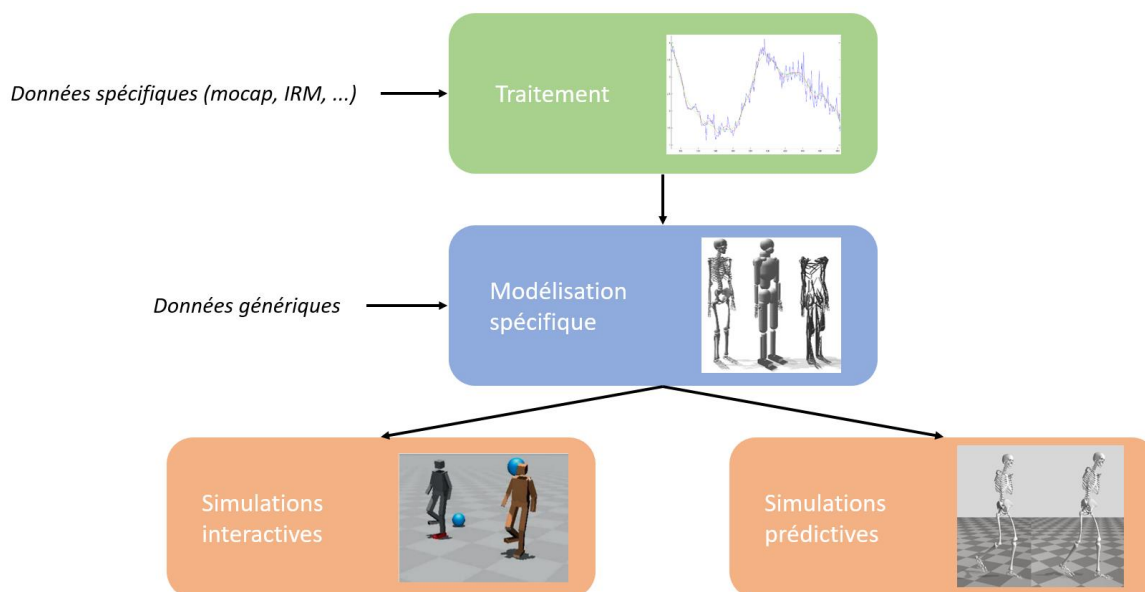 Données spécifiques (mocap, IRM, ...)
Traitement
Données génériques
Modélisation
spécifique
Simulations
interactives
Simulations
prédictives